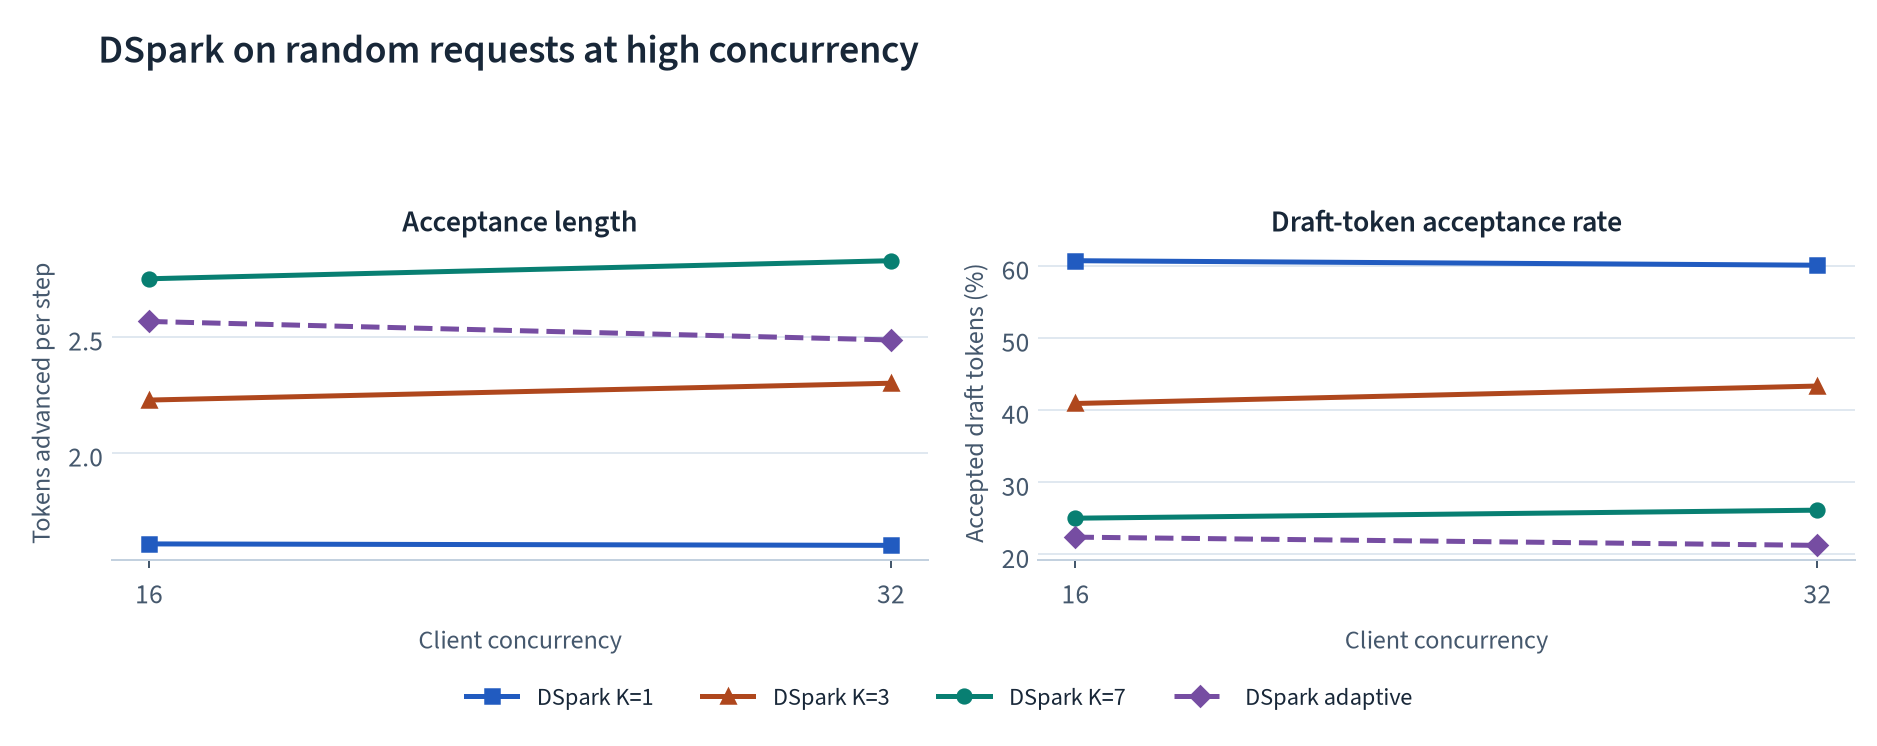 DSpark on random requests at high concurrency
Acceptance length
Tokens advanced per step
2.5
2.0
16
32
Client concurrency
Draft-token acceptance rate
Accepted draft tokens (%)
60
50
40
30
20
16
32
Client concurrency
DSpark K=1
DSpark K=3
DSpark K=7
DSpark adaptive